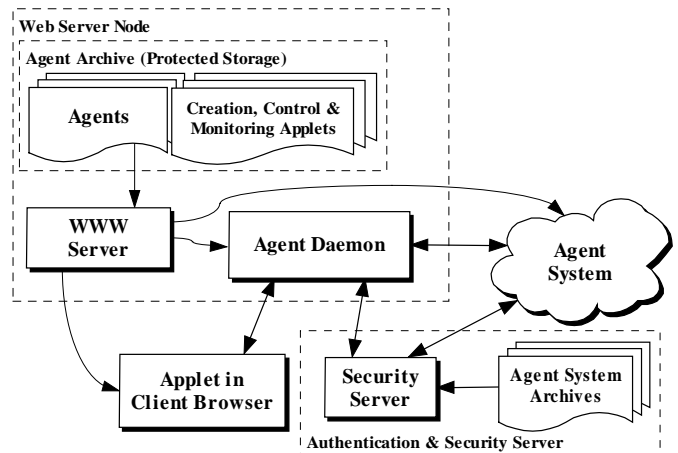 Web Server Node
Agent Archive (Protected Storage)
Agents
Creation, Control &
Monitoring Applets
WWW
Server
Agent Daemon
Agent
System
Applet in
Client Browser
Security
Server
Agent System
Archives
Authentication & Security Server